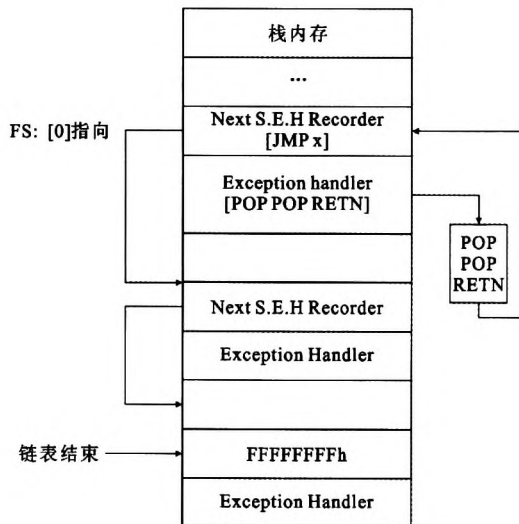 栈内存
...
FS: [0]指向
Next S.E.H Recorder
[JMP x]
Exception handler
[POP POP RETN]
POP
POP
RETN
Next S.E.H Recorder
Exception Handler
链表结束
FFFFFFFFh
Exception Handler